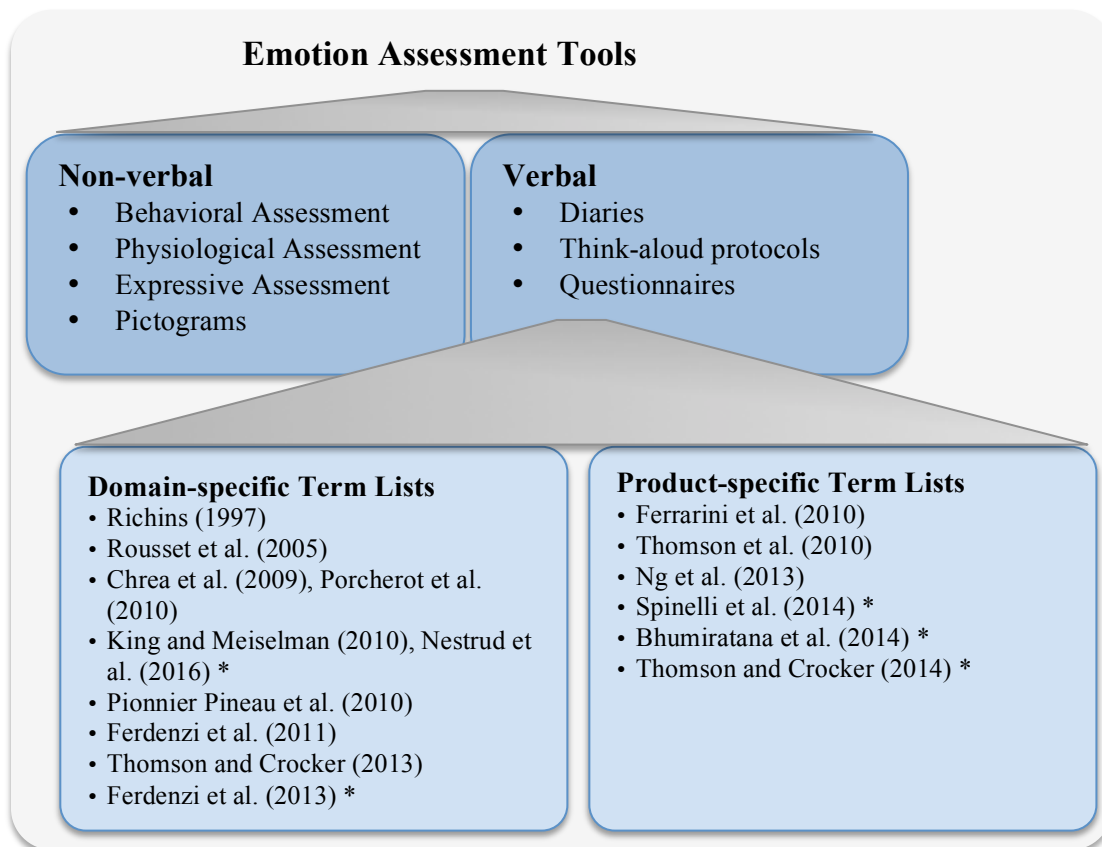 Emotion Assessment Tools
Non-verbal
• Behavioral Assessment
• Physiological Assessment
• Expressive Assessment
• Pictograms
Verbal
• Diaries
• Think-aloud protocols
• Questionnaires
Domain-specific Term Lists
• Richins (1997)
• Rousset et al. (2005)
• Chrea et al. (2009), Porcherot et al.
(2010)
• King and Meiselman (2010), Nestrud et
al. (2016) *
• Pionnier Pineau et al. (2010)
• Ferdenzi et al. (2011)
• Thomson and Crocker (2013)
• Ferdenzi et al. (2013) *
Product-specific Term Lists
• Ferrarini et al. (2010)
• Thomson et al. (2010)
• Ng et al. (2013)
• Spinelli et al. (2014) *
• Bhumiratana et al. (2014) *
• Thomson and Crocker (2014) *